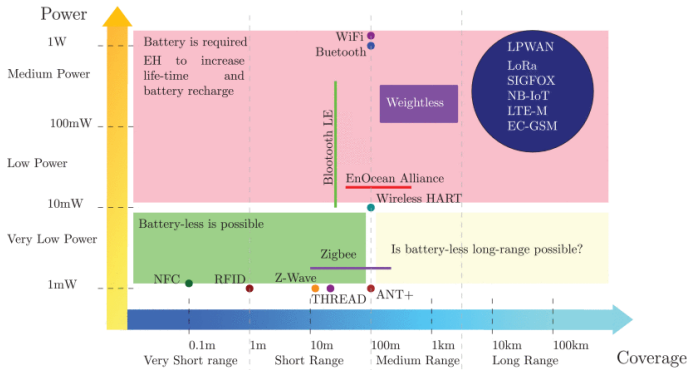 Power
1W
Medium Power
100mW
Low Power
10mW
Very Low Power
1mW
Battery is required
EH to increase
life-time and
battery recharge
WiFi
Buetooth
LPWAN
LoRa
SIGFOX
NB-IoT
LTE-M
EC-GSM
Weightless
Blootooth LE
EnOcean Alliance
Wireless HART
Battery-less is possible
Zigbee
Is battery-less long-range possible?
NFC
RFID
Z-Wave
THREAD
ANT+
0.1m
1m
10m
100m
1km
10km
100km
Very Short range
Short Range
Medium Range
Long Range
Coverage